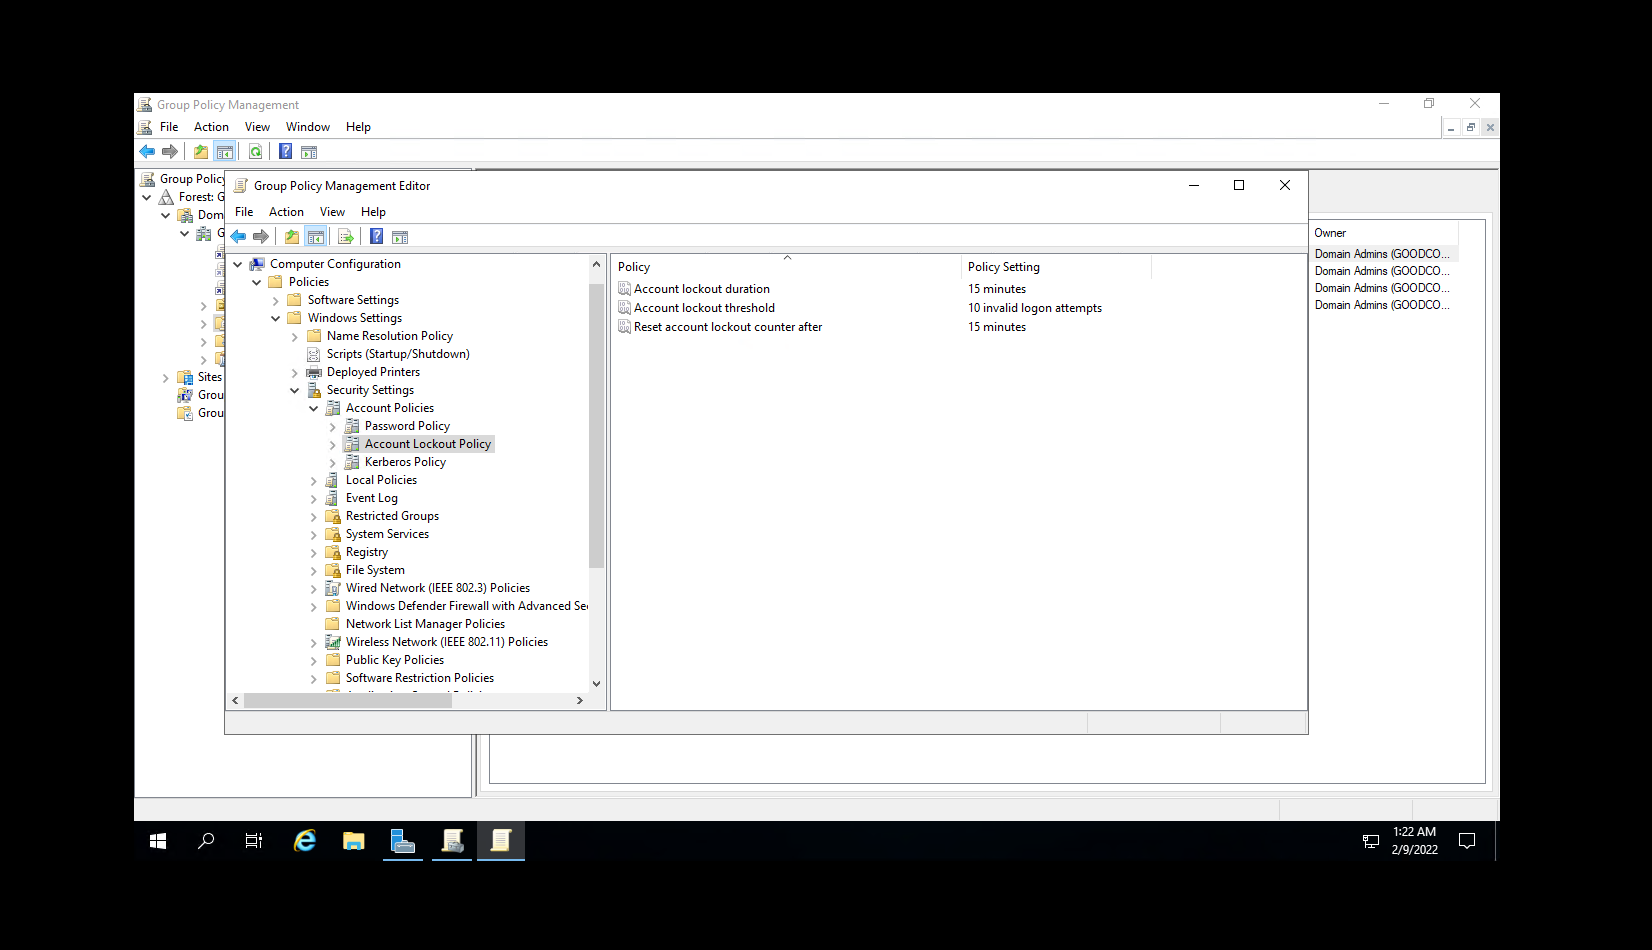 Group Policy Management
File Action View Window Help
Group Policy
Forest: G
Dom
G
Sites
Grou
Grou
Group Policy Management Editor
File Action View Help
Computer Configuration
Policies
Software Settings
Windows Settings
Name Resolution Policy
Scripts (Startup/Shutdown)
Deployed Printers
Security Settings
Account Policies
Password Policy
Account Lockout Policy
Kerberos Policy
Local Policies
Event Log
Restricted Groups
System Services
Registry
File System
Wired Network (IEEE 802.3) Policies
Windows Defender Firewall with Advanced Se
Network List Manager Policies
Wireless Network (IEEE 802.11) Policies
Public Key Policies
Software Restriction Policies
Policy Policy Setting
Account lockout duration 15 minutes
Account lockout threshold 10 invalid logon attempts
Reset account lockout counter after 15 minutes
Owner
Domain Admins (GOODCO...
Domain Admins (GOODCO...
Domain Admins (GOODCO...
Domain Admins (GOODCO...
1:22 AM
2/9/2022